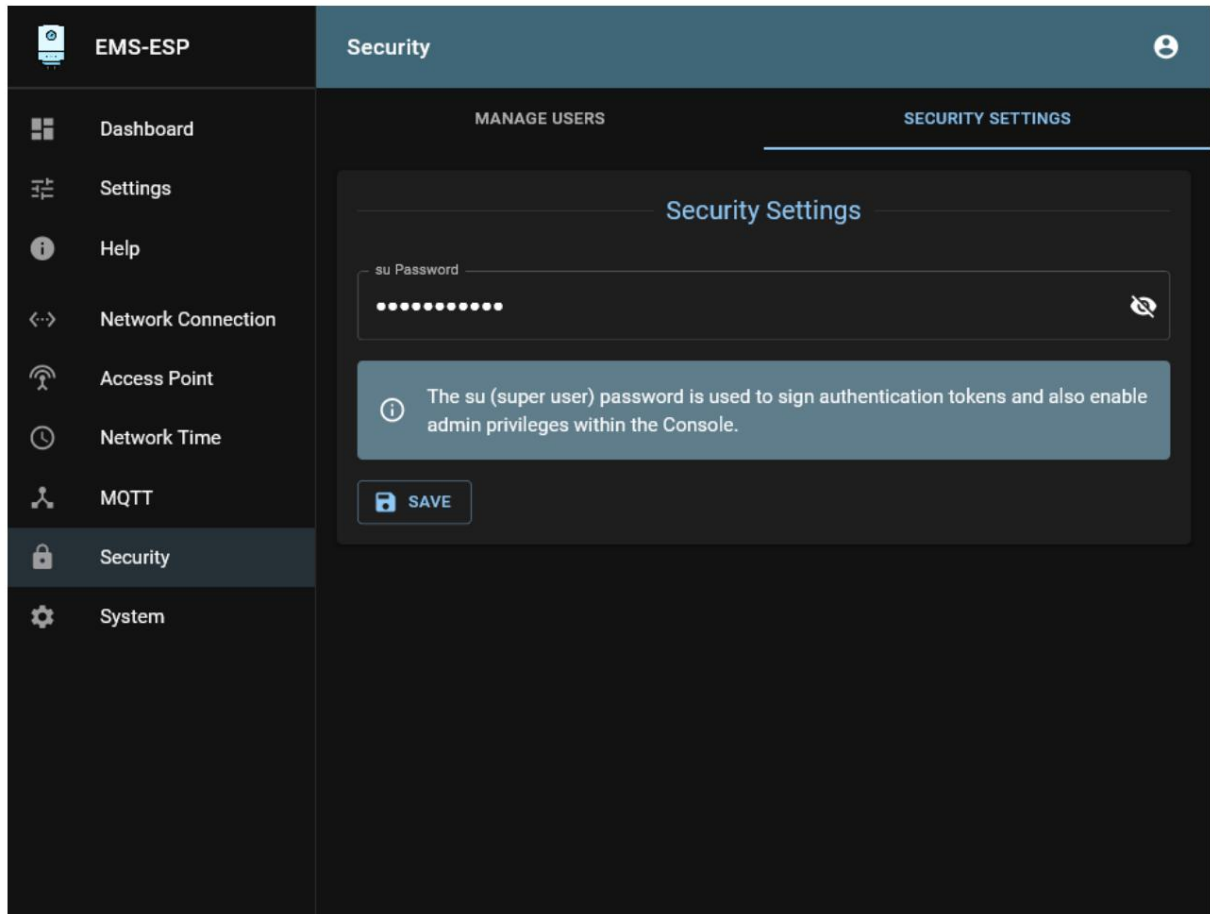 EMS-ESP
Dashboard
Settings
Help
Network Connection
Access Point
Network Time
MQTT
Security
System
Security
MANAGE USERS
SECURITY SETTINGS
Security Settings
su Password
•••••••••••
The su (super user) password is used to sign authentication tokens and also enable
admin privileges within the Console.
SAVE